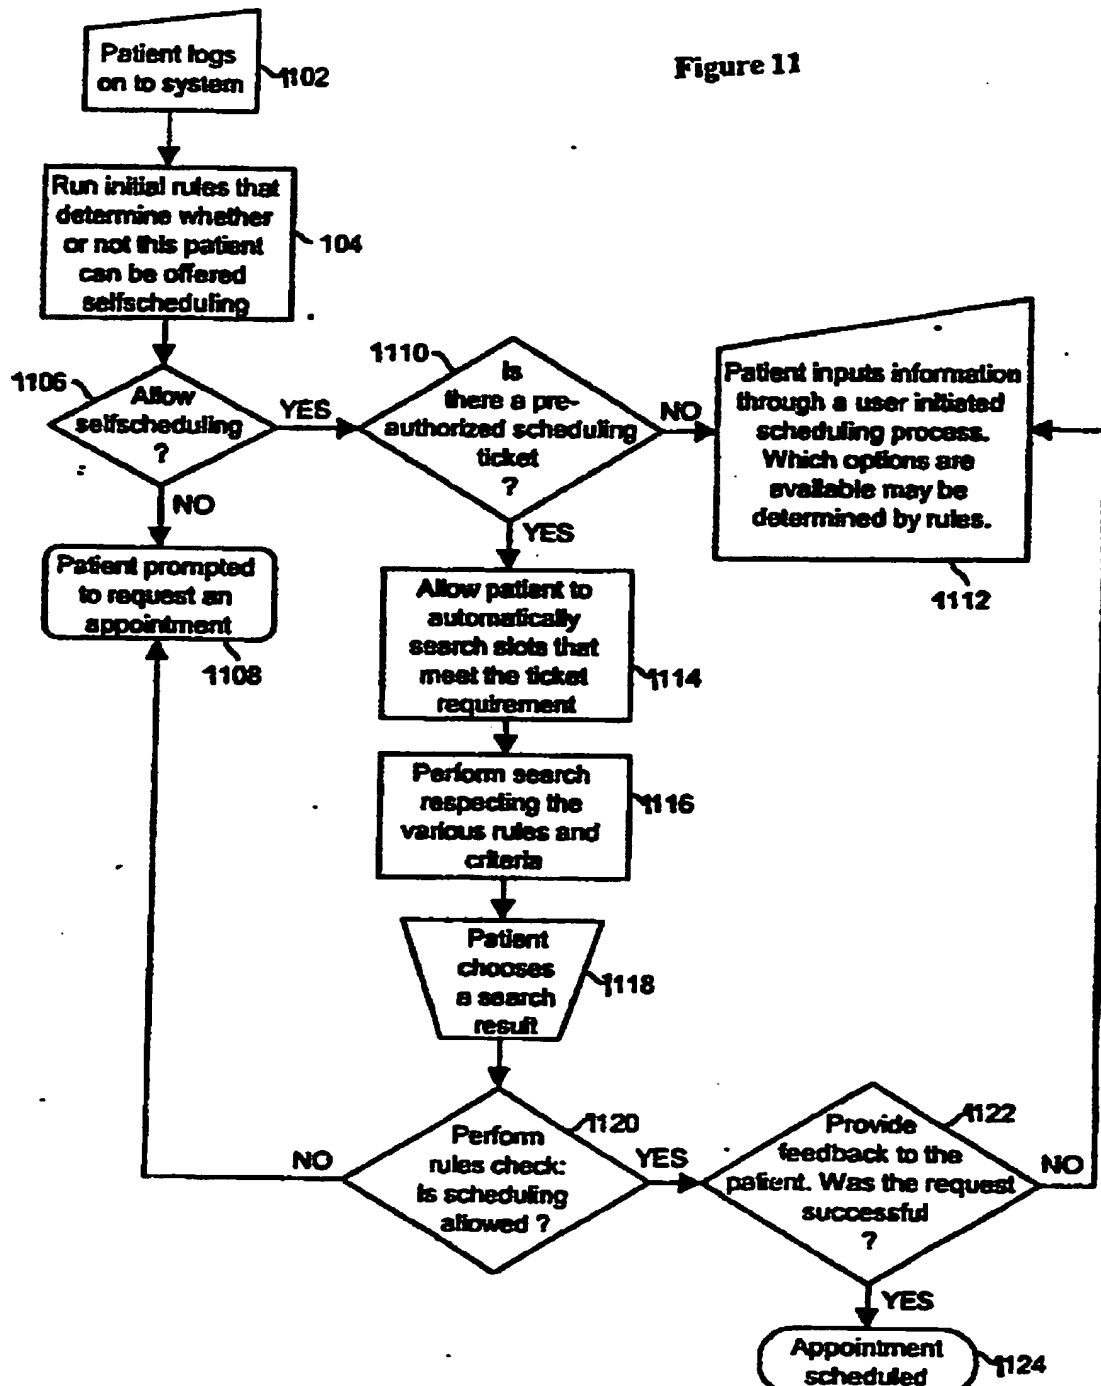 Figure 11
Patient logs
on to system
1102
Run initial rules that
determine whether
or not this patient
can be offered
selfscheduling
104
1106
Allow
selfscheduling
?
YES
NO
Patient prompted
to request an
appointment
1108
1110
Is
there a pre-
authorized scheduling
ticket
?
NO
YES
Patient inputs information
through a user initiated
scheduling process.
Which options are
available may be
determined by rules.
1112
Allow patient to
automatically
search slots that
meet the ticket
requirement
1114
Perform search
respecting the
various rules and
criteria
1116
Patient
chooses
a search
result
1118
Perform
rules check:
Is scheduling
allowed ?
1120
NO
YES
Provide
feedback to the
patient. Was the request
successful
?
1122
NO
YES
Appointment
scheduled
1124